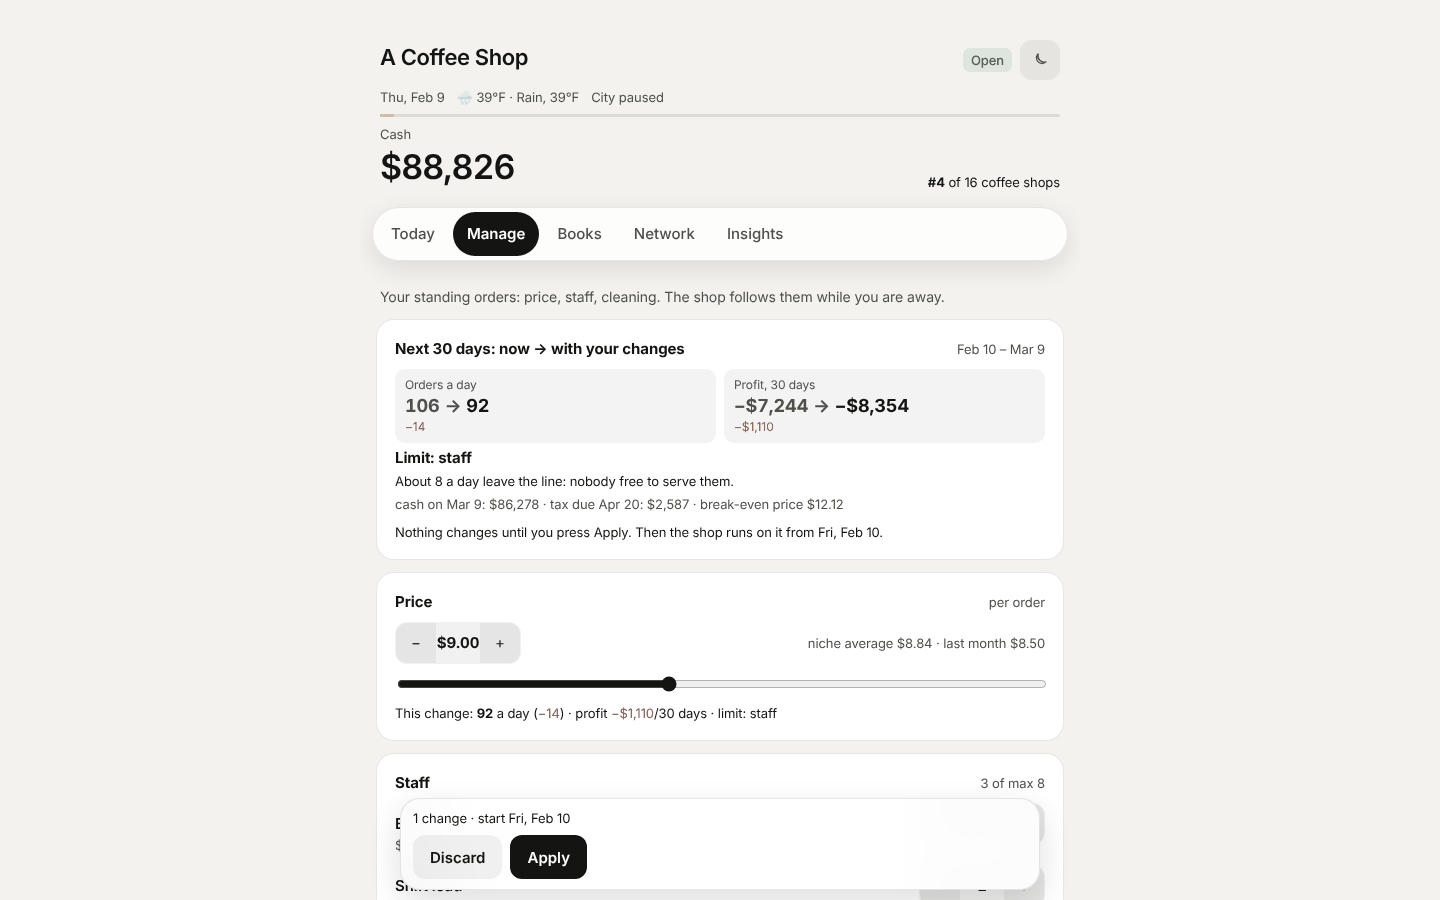 A Coffee Shop
Open
Thu, Feb 9 39°F · Rain, 39°F City paused
Cash
$88,826
#4 of 16 coffee shops
Today Manage Books Network Insights
Your standing orders: price, staff, cleaning. The shop follows them while you are away.
Next 30 days: now → with your changes
Feb 10 – Mar 9
Orders a day
106 → 92
−14
Profit, 30 days
−$7,244 → −$8,354
−$1,110
Limit: staff
About 8 a day leave the line: nobody free to serve them.
cash on Mar 9: $86,278 · tax due Apr 20: $2,587 · break-even price $12.12
Nothing changes until you press Apply. Then the shop runs on it from Fri, Feb 10.
Price
per order
− $9.00 +
niche average $8.84 · last month $8.50
This change: 92 a day (−14) · profit −$1,110/30 days · limit: staff
Staff
3 of max 8
1 change · start Fri, Feb 10
Discard Apply